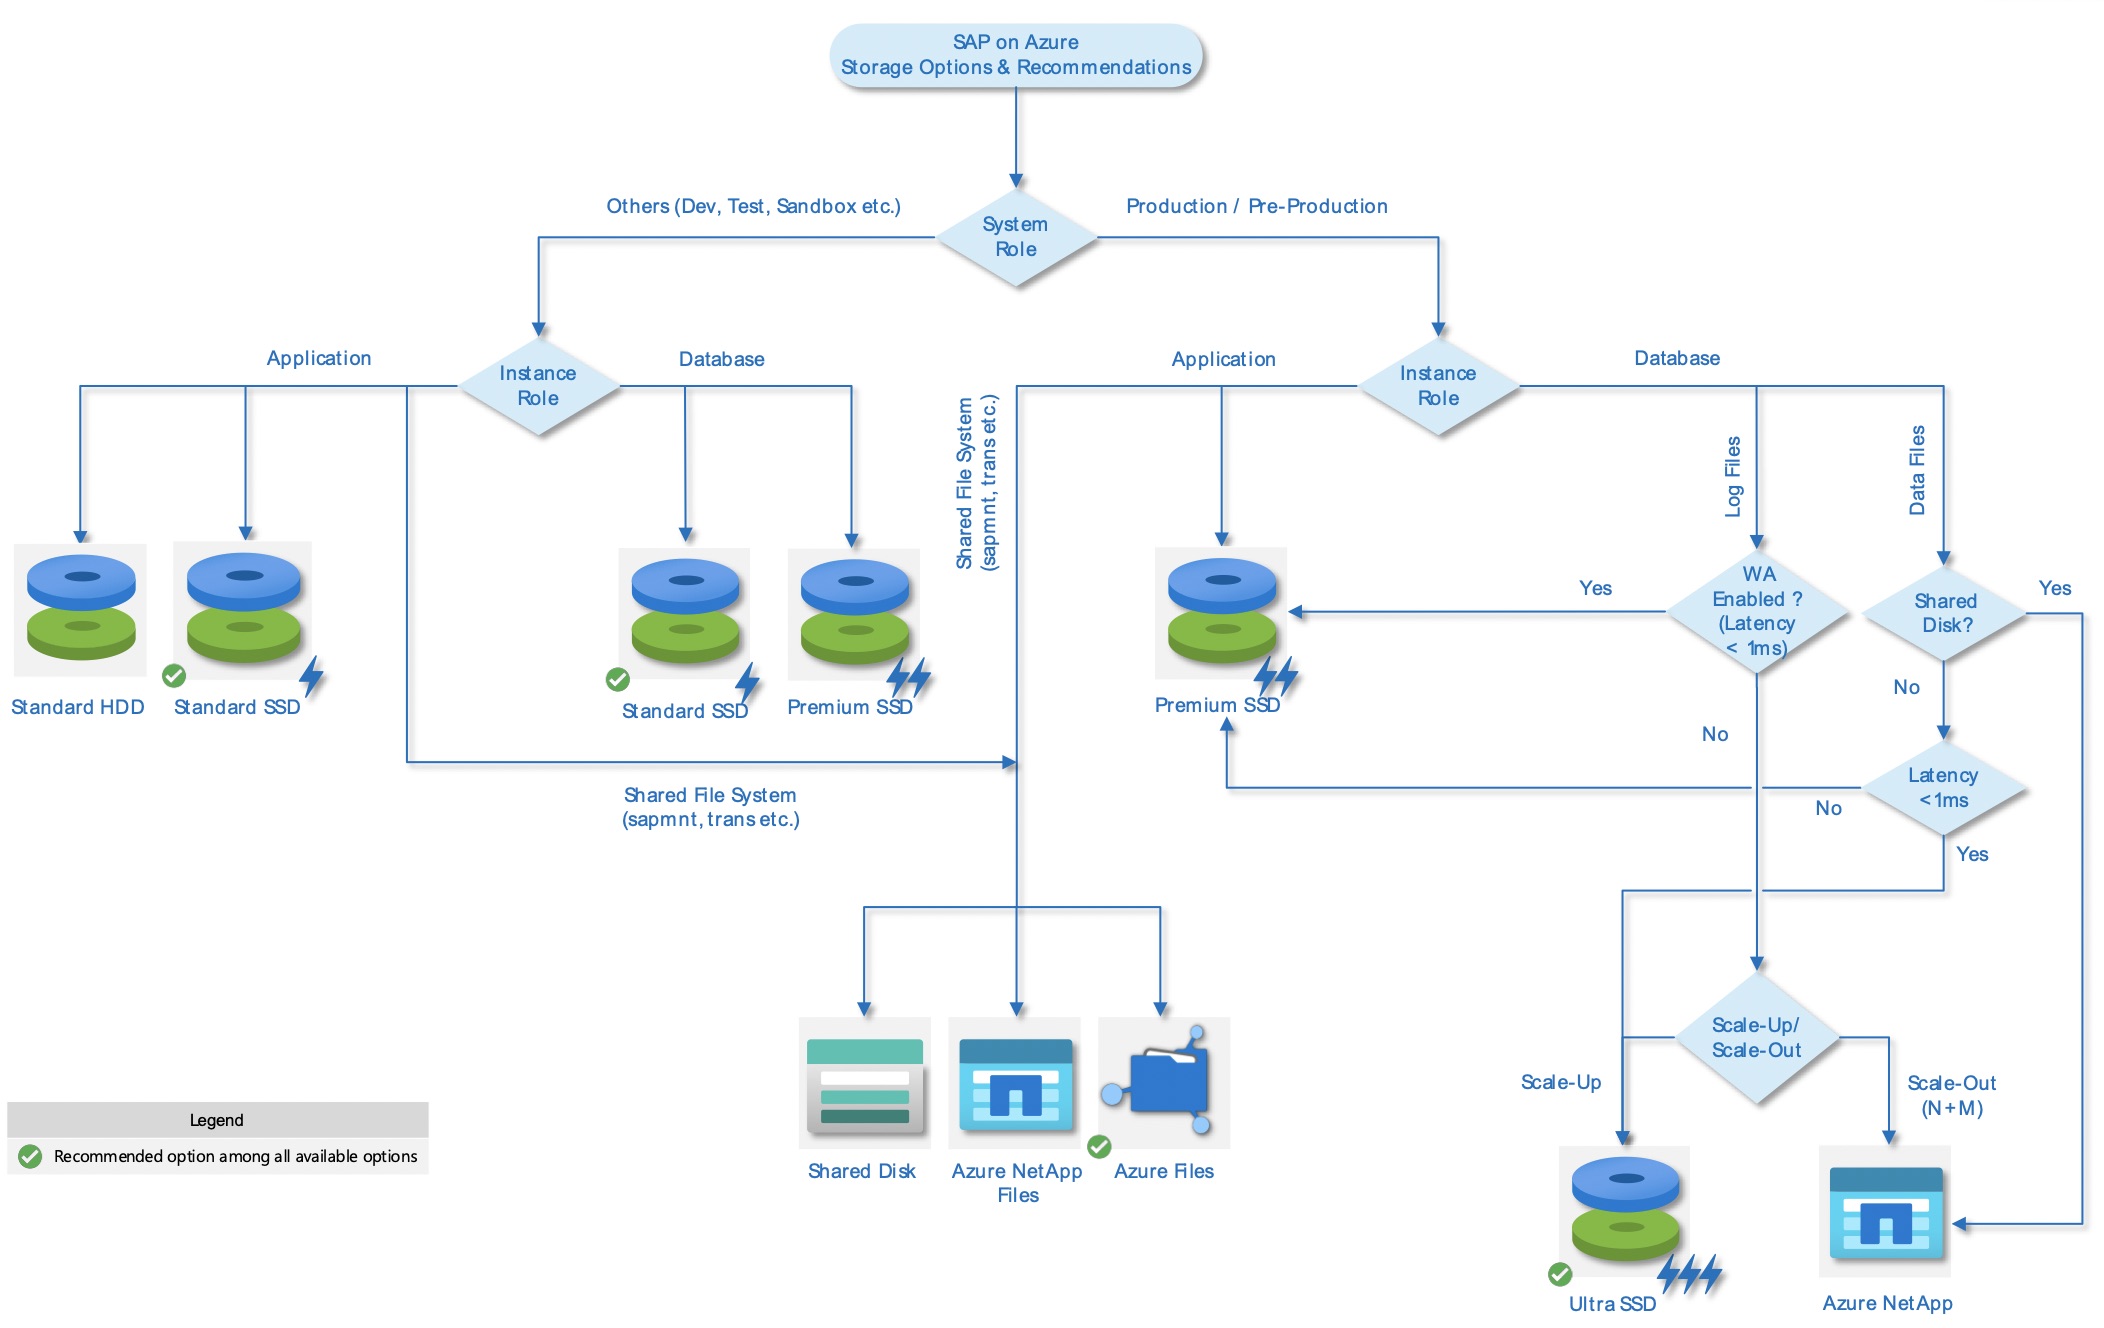 SAP on Azure
Storage Options & Recommendations
Others (Dev, Test, Sandbox etc.)
Production / Pre-Production
System
Role
Application
Instance
Role
Database
Application
Instance
Role
Database
Shared File System
(sapmnt, trans etc.)
Log Files
Data Files
Yes
WA
Enabled ?
(Latency
< 1ms)
Shared
Disk?
Yes
No
Standard HDD
Standard SSD
Standard SSD
Premium SSD
Premium SSD
No
Latency
<1ms
No
Yes
Shared File System
(sapmnt, trans etc.)
Scale-Up/
Scale-Out
Scale-Up
Scale-Out
(N+M)
Legend
Recommended option among all available options
Shared Disk
Azure NetApp
Files
Azure Files
Ultra SSD
Azure NetApp